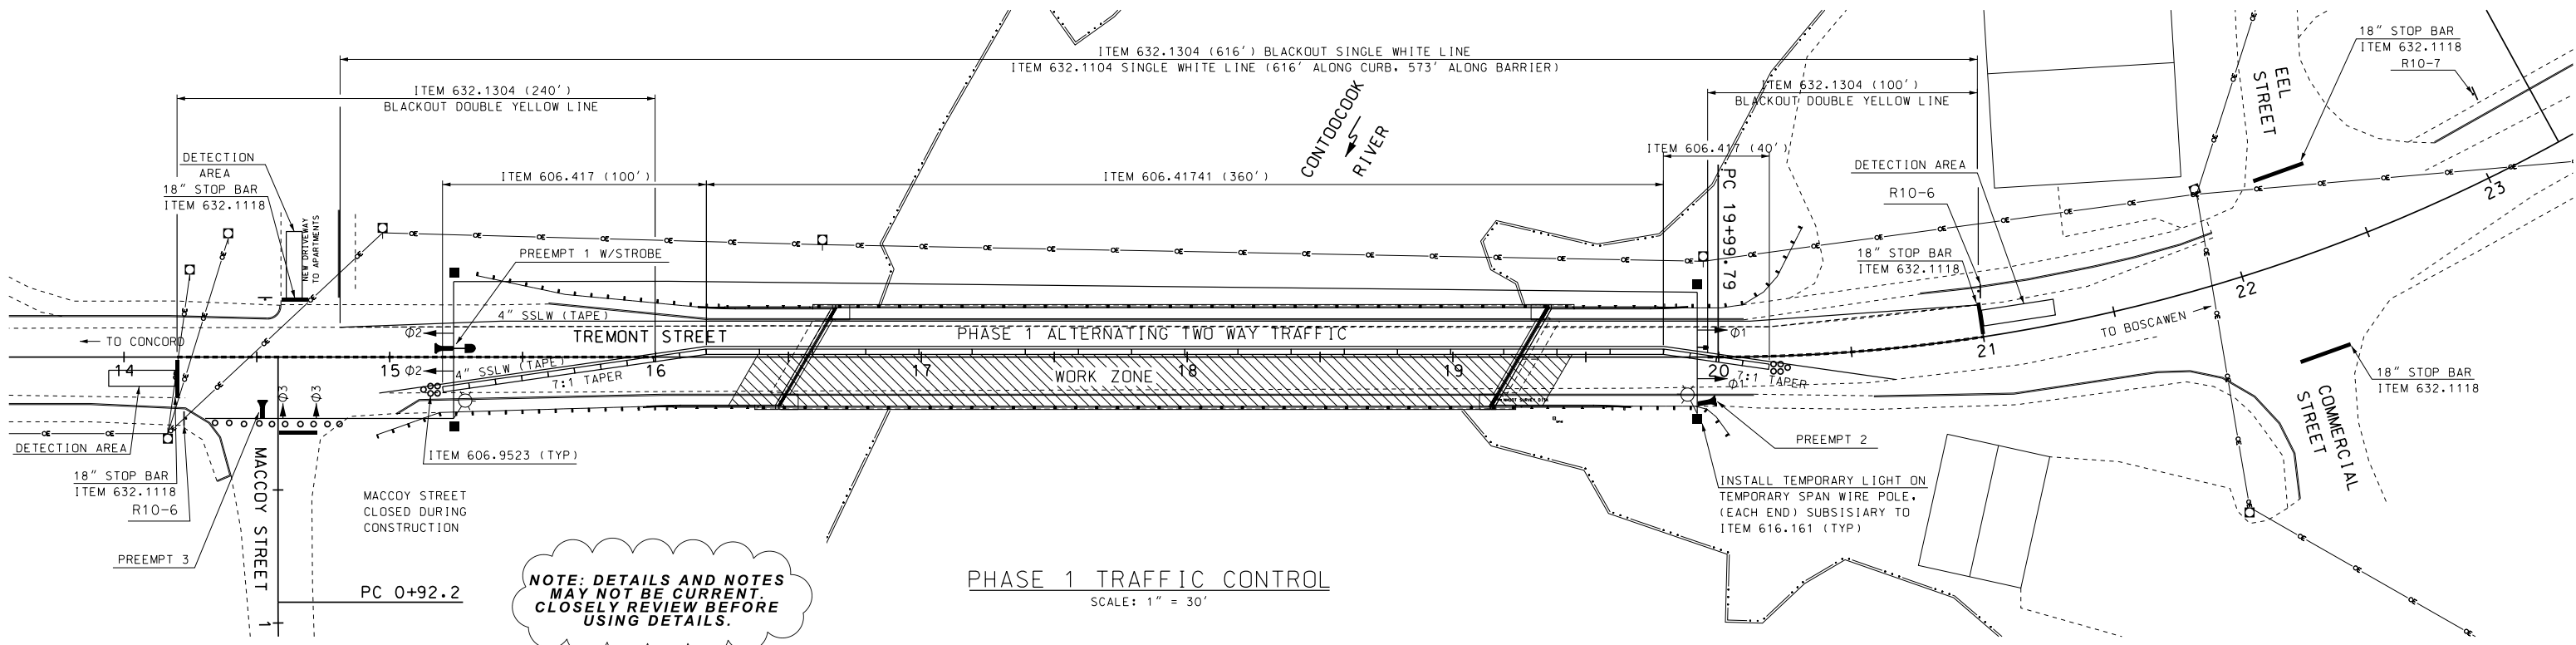 ITEM 632.1304 (616') BLACKOUT SINGLE WHITE LINE
ITEM 632.1104 SINGLE WHITE LINE (616' ALONG CURB, 573' ALONG BARRIER)
18" STOP BAR
ITEM 632.1118
R10-7
EEL
STREET
ITEM 632.1304 (240')
BLACKOUT DOUBLE YELLOW LINE
ITEM 632.1304 (100')
BLACKOUT DOUBLE YELLOW LINE
CONTOOCOOK
RIVER
DETECTION
AREA
18" STOP BAR
ITEM 632.1118
NEW DRIVEWAY
TO APARTMENTS
ITEM 606.417 (100')
ITEM 606.41741 (360')
ITEM 606.417 (40')
PC 19+99.79
DETECTION AREA
R10-6
18" STOP BAR
ITEM 632.1118
23
22
21
PREEMPT 1 W/STROBE
4" SSLW (TAPE)
TREMONT STREET
PHASE 1 ALTERNATING TWO WAY TRAFFIC
TO CONCORD
TO BOSCAWEN
Φ2
Φ1
14
15
16
17
18
19
20
Φ2
4" SSLW (TAPE)
7:1 TAPER
WORK ZONE
Φ1
7:1 TAPER
Φ3
Φ3
18" STOP BAR
ITEM 632.1118
COMMERCIAL
STREET
DETECTION AREA
18" STOP BAR
ITEM 632.1118
R10-6
PREEMPT 3
MACCOY STREET
ITEM 606.9523 (TYP)
MACCOY STREET
CLOSED DURING
CONSTRUCTION
PREEMPT 2
INSTALL TEMPORARY LIGHT ON
TEMPORARY SPAN WIRE POLE,
(EACH END) SUBSISIARY TO
ITEM 616.161 (TYP)
PC 0+92.2
1
NOTE: DETAILS AND NOTES
MAY NOT BE CURRENT.
CLOSELY REVIEW BEFORE
USING DETAILS.
PHASE 1 TRAFFIC CONTROL
SCALE: 1" = 30'